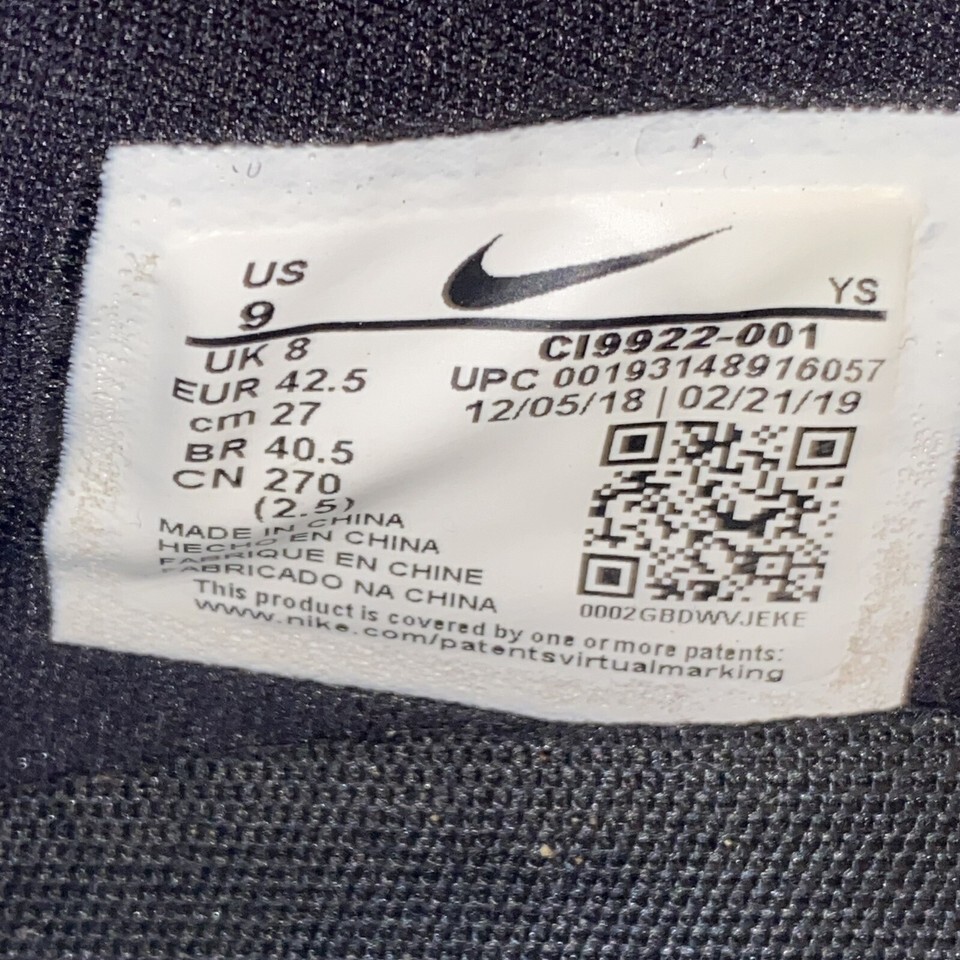 US
9
YS
UK 8
EUR 42.5
cm 27
BR 40.5
CN 270
(2.5)
CI9922-001
UPC 00193148916057
12/05/18 | 02/21/19
MADE IN CHINA
HECHO EN CHINA
FABRIQUE EN CHINE
FABRICADO NA CHINA
0002GBDWVJEKE
This product is covered by one or more patents:
www.nike.com/patentsvirtualmarking